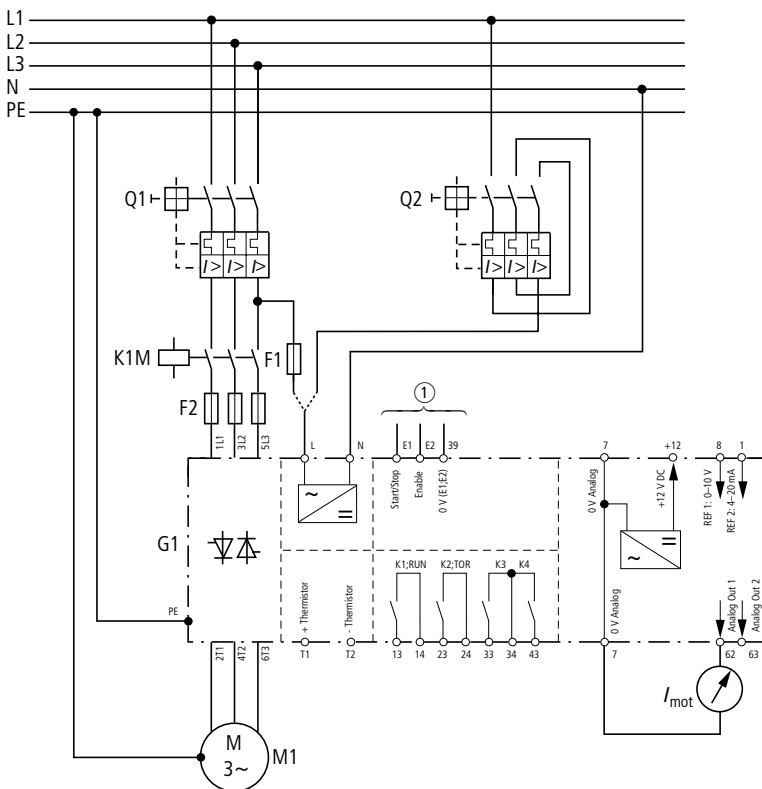 L1
L2
L3
N
PE
Q1
Q2
I> I> I>
I> I> I>
K1M
F1
F2
1
1L1
3L2
5L3
L
N
E1
E2
39
7
+12
8
1
Start/Stop
Enable
0 V (E1;E2)
0 V Analog
+12 V DC
REF 1: 0–10 V
REF 2: 4–20 mA
~
=
~
=
G1
PE
+ Thermistor
- Thermistor
K1;RUN
K2;TOR
K3
K4
0 V Analog
Analog Out 1
Analog Out 2
2T1
4T2
6T3
T1
T2
13
14
23
24
33
34
43
7
62
63
Imot
M
3~
M1